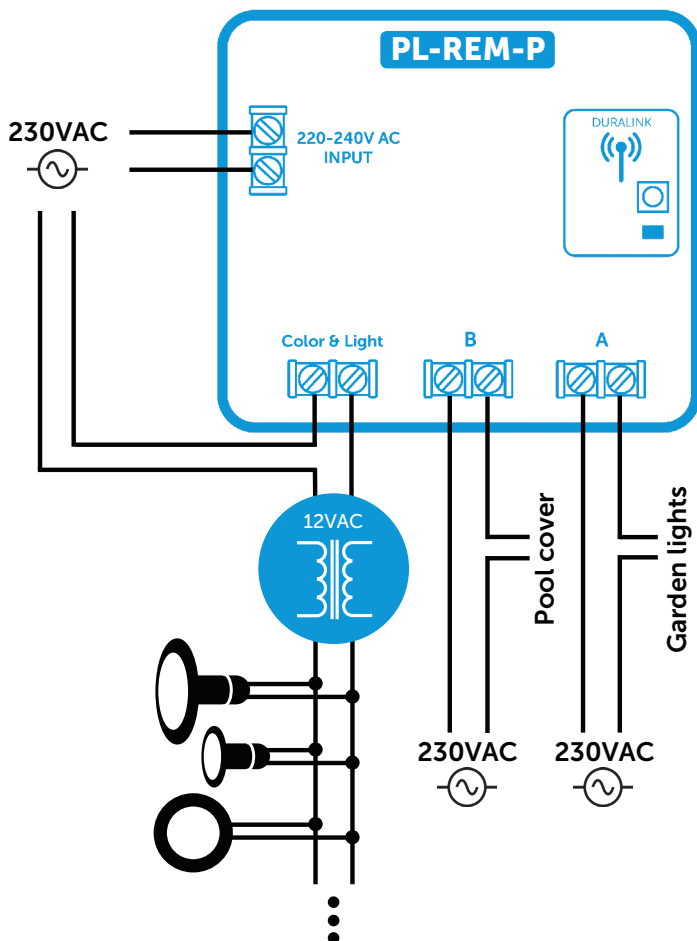 PL-REM-P
230VAC
220-240V AC
INPUT
DURALINK
Color & Light
B
A
12VAC
Pool cover
Garden lights
230VAC
230VAC